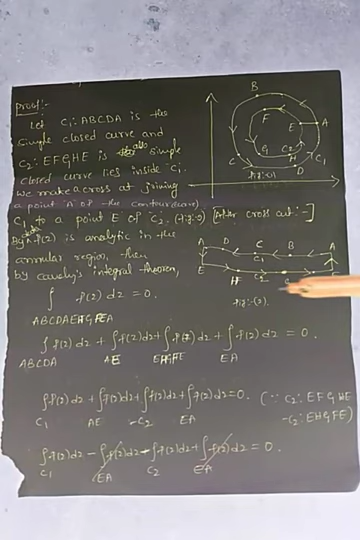 Proof:-
Let C₁: ABCDA is the
simple closed curve and
C₂: EFGHE is also simple
closed curve lies inside 'C₁'.
we make a cross at joining
a point 'A' of the contour
C₁ to a point E of C₂. (fig:-2) [After cross cut:-]
f(z) is analytic in the
annular region, then
by cauchy's integral theorem,
∫ f(z) dz = 0.
ABCDAEHGFEA
∫ f(z) dz + ∫ f(z) dz + ∫ f(z) dz + ∫ f(z) dz = 0.
ABCDA AE EHGFE EA
∫ f(z) dz + ∫ f(z) dz + ∫ f(z) dz + ∫ f(z) dz = 0. (∵ C₂: EFGHE
C₁ AE -C₂ EA -C₂: EHGFE)
∫ f(z) dz - ∫ f(z) dz - ∫ f(z) dz + ∫ f(z) dz = 0.
C₁ EA C₂ EA
B
F
E A
G C₂
C H C₁
D
fig:-(1)
A D C B A
C₁
E H C₂
fig:-(2).